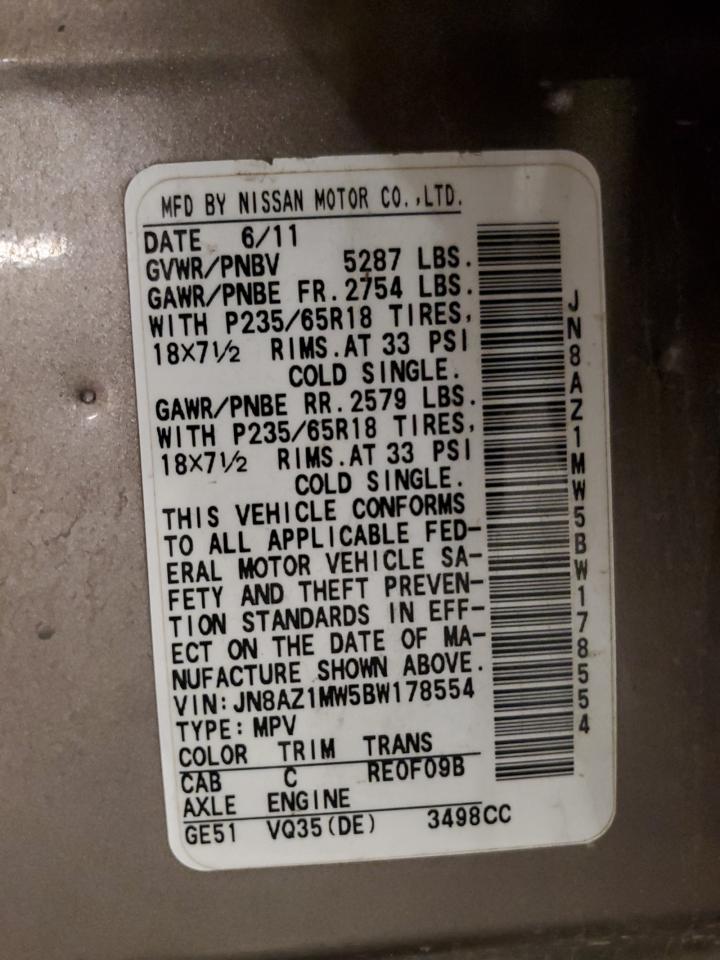 MFD BY NISSAN MOTOR CO.,LTD.
DATE 6/11
GVWR/PNBV 5287 LBS.
GAWR/PNBE FR. 2754 LBS.
WITH P235/65R18 TIRES,
18X7½ RIMS. AT 33 PSI
COLD SINGLE.
GAWR/PNBE RR. 2579 LBS.
WITH P235/65R18 TIRES,
18X7½ RIMS. AT 33 PSI
COLD SINGLE.
THIS VEHICLE CONFORMS
TO ALL APPLICABLE FED-
ERAL MOTOR VEHICLE SA-
FETY AND THEFT PREVEN-
TION STANDARDS IN EFF-
ECT ON THE DATE OF MA-
NUFACTURE SHOWN ABOVE.
VIN: JN8AZ1MW5BW178554
TYPE: MPV
COLOR TRIM TRANS
CAB C RE0F09B
AXLE ENGINE
GE51 VQ35(DE) 3498CC
JN8AZ1MW5BW178554